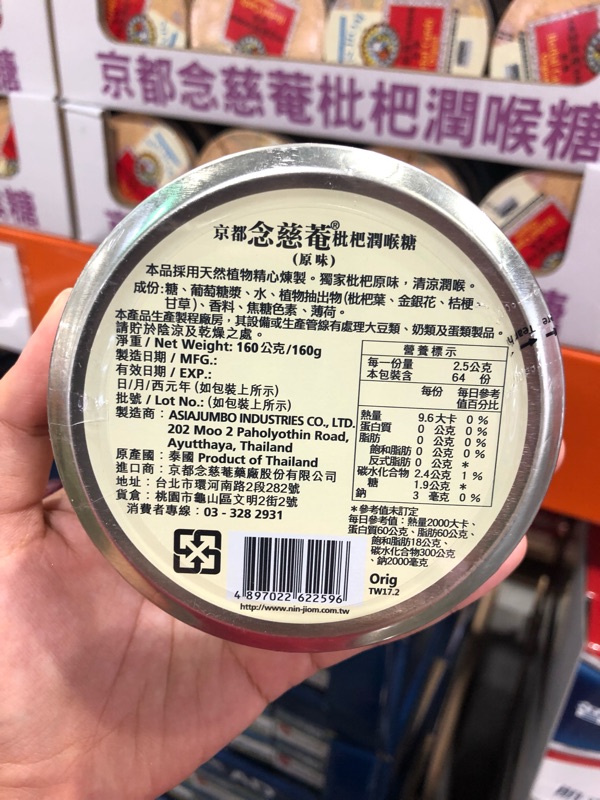 京都念慈菴枇杷潤喉糖
糖
京都念慈菴®枇杷潤喉糖
(原味)
本品採用天然植物精心煉製。獨家枇杷原味，清涼潤喉。
成份:糖、葡萄糖漿、水、植物抽出物(枇杷葉、金銀花、桔梗、
甘草)、香料、焦糖色素、薄荷。
本產品生產製程廠房，其設備或生產管線有處理大豆類、奶類及蛋類製品。
請貯於陰涼及乾燥之處。
淨重 / Net Weight: 160公克/160g
製造日期 / MFG.:
有效日期 / EXP.:
日/月/西元年 (如包裝上所示)
批號 / Lot No.: (如包裝上所示)
製造商：ASIAJUMBO INDUSTRIES CO., LTD.
202 Moo 2 Paholyothin Road,
Ayutthaya, Thailand
原產國：泰國 Product of Thailand
進口商：京都念慈菴藥廠股份有限公司
地址：台北市環河南路2段282號
貨倉：桃園市龜山區文明2街2號
消費者專線：03 - 328 2931
營養標示
每一份量 2.5公克
本包裝含 64 份
每份 每日參考
值百分比
熱量 9.6大卡 0 %
蛋白質 0 公克 0 %
脂肪 0 公克 0 %
飽和脂肪 0 公克 0 %
反式脂肪 0 公克 *
碳水化合物 2.4公克 1 %
糖 1.9公克 *
鈉 3 毫克 0 %
*參考值未訂定
每日參考值：熱量2000大卡、
蛋白質60公克、脂肪60公克、
飽和脂肪18公克、
碳水化合物300公克
、鈉2000毫克
4 897022 622596
http://www.nin-jiom.com.tw
Orig
TW17.2